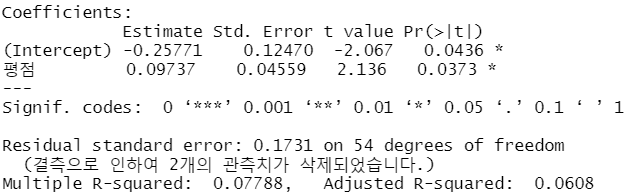 Coefficients:
Estimate Std. Error t value Pr(>|t|)
(Intercept) -0.25771 0.12470 -2.067 0.0436 *
평점 0.09737 0.04559 2.136 0.0373 *
---
Signif. codes: 0 ‘***’ 0.001 ‘**’ 0.01 ‘*’ 0.05 ‘.’ 0.1 ‘ ’ 1
Residual standard error: 0.1731 on 54 degrees of freedom
(결측으로 인하여 2개의 관측치가 삭제되었습니다.)
Multiple R-squared: 0.07788, Adjusted R-squared: 0.0608